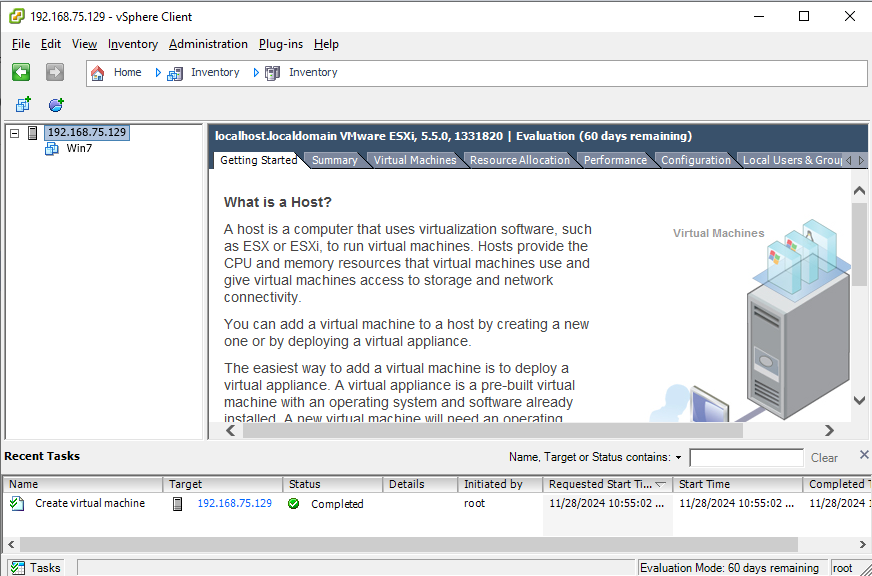 192.168.75.129 - vSphere Client
File Edit View Inventory Administration Plug-ins Help
Home Inventory Inventory
192.168.75.129
Win7
localhost.localdomain VMware ESXi, 5.5.0, 1331820 | Evaluation (60 days remaining)
Getting Started Summary Virtual Machines Resource Allocation Performance Configuration Local Users & Grou
What is a Host?
A host is a computer that uses virtualization software, such
as ESX or ESXi, to run virtual machines. Hosts provide the
CPU and memory resources that virtual machines use and
give virtual machines access to storage and network
connectivity.
You can add a virtual machine to a host by creating a new
one or by deploying a virtual appliance.
The easiest way to add a virtual machine is to deploy a
virtual appliance. A virtual appliance is a pre-built virtual
machine with an operating system and software already
installed. A new virtual machine will need an operating
Virtual Machines
Recent Tasks
Name, Target or Status contains: Clear
Name Target Status Details Initiated by Requested Start Ti... Start Time Completed T
Create virtual machine 192.168.75.129 Completed root 11/28/2024 10:55:02 ... 11/28/2024 10:55:02 ... 11/28/2024 1
Tasks Evaluation Mode: 60 days remaining root